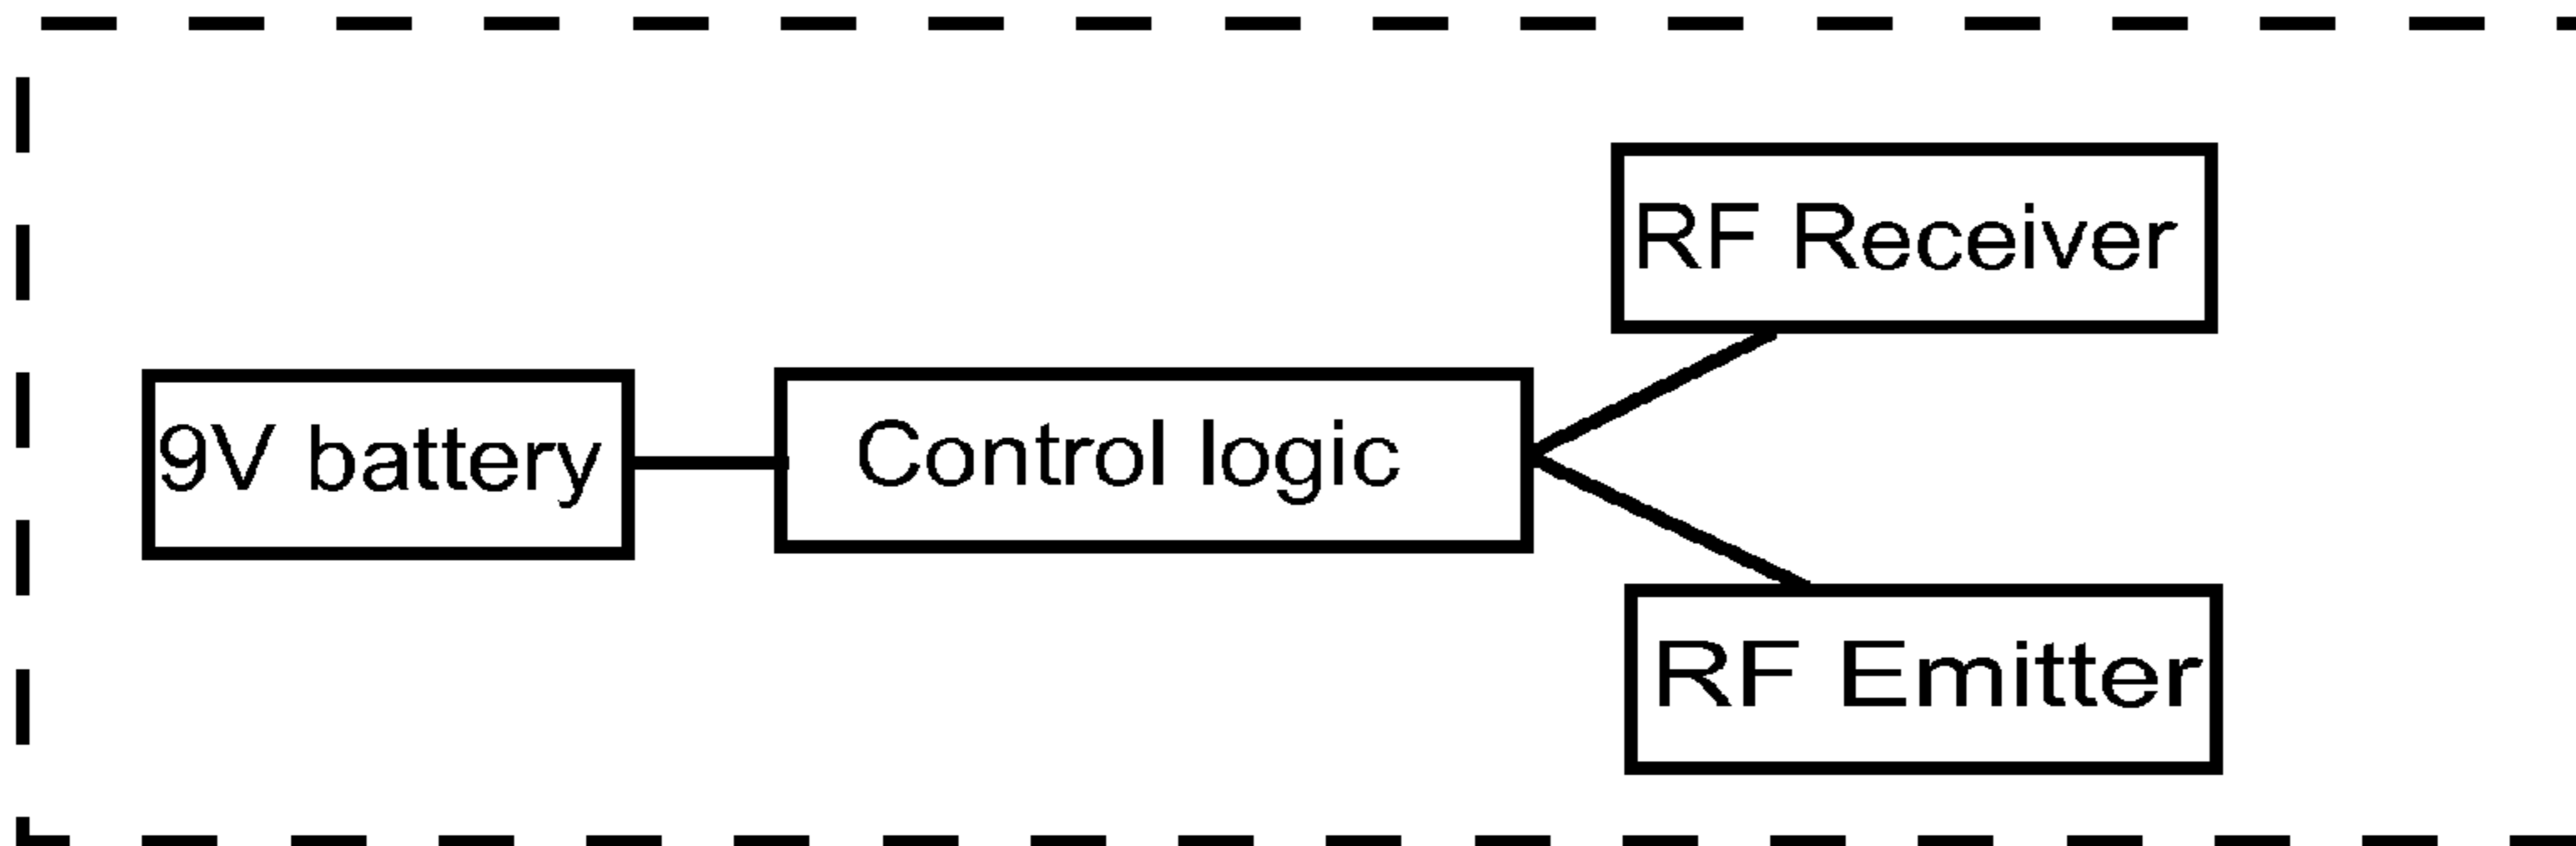 RF Receiver
9V battery
Control logic
RF Emitter